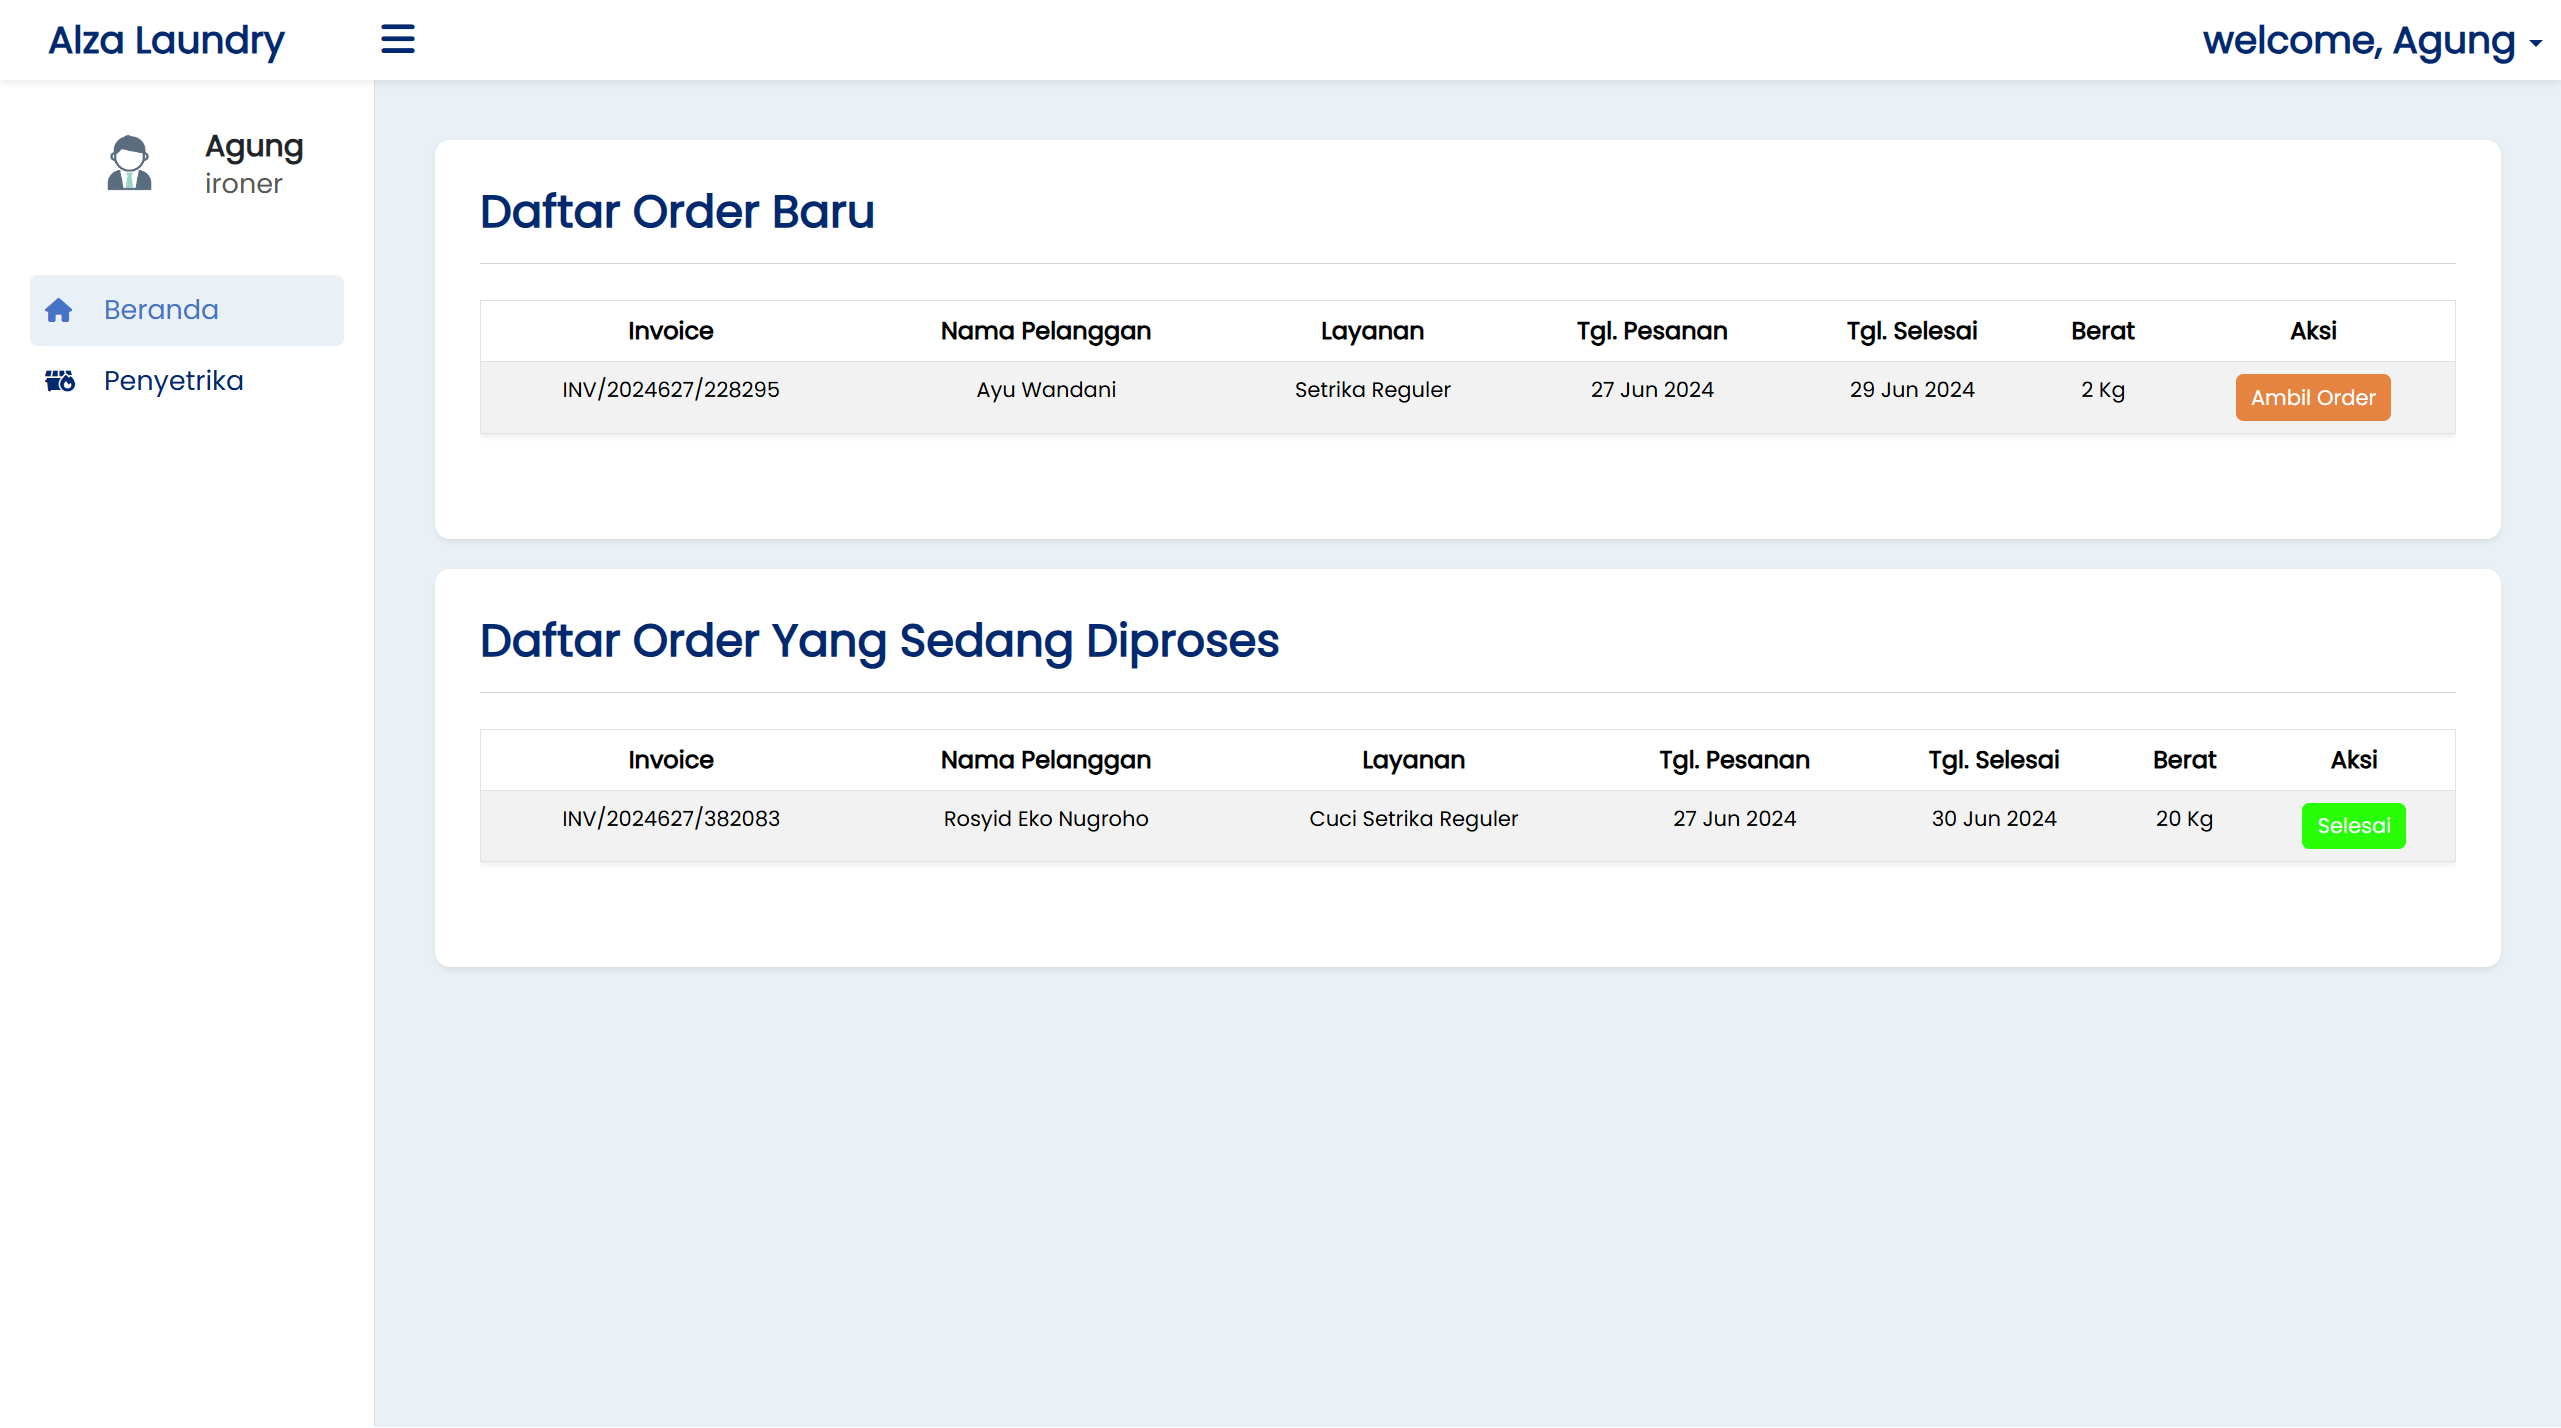 Alza Laundry
welcome, Agung
Agung
ironer
Beranda
Penyetrika
Daftar Order Baru
Invoice Nama Pelanggan Layanan Tgl. Pesanan Tgl. Selesai Berat Aksi
INV/2024627/228295 Ayu Wandani Setrika Reguler 27 Jun 2024 29 Jun 2024 2 Kg Ambil Order
Daftar Order Yang Sedang Diproses
Invoice Nama Pelanggan Layanan Tgl. Pesanan Tgl. Selesai Berat Aksi
INV/2024627/382083 Rosyid Eko Nugroho Cuci Setrika Reguler 27 Jun 2024 30 Jun 2024 20 Kg Selesai